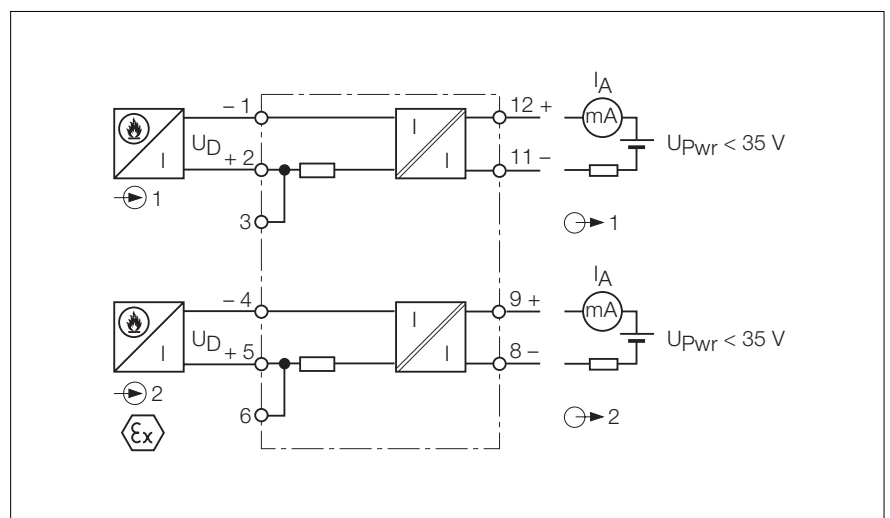 I_A
– 1
12 +
I
mA
U_D
U_Pwr < 35 V
I
I
+ 2
11 –
1
3
1
I_A
– 4
9 +
I
mA
U_D
U_Pwr < 35 V
I
I
+ 5
8 –
2
6
2
Ex